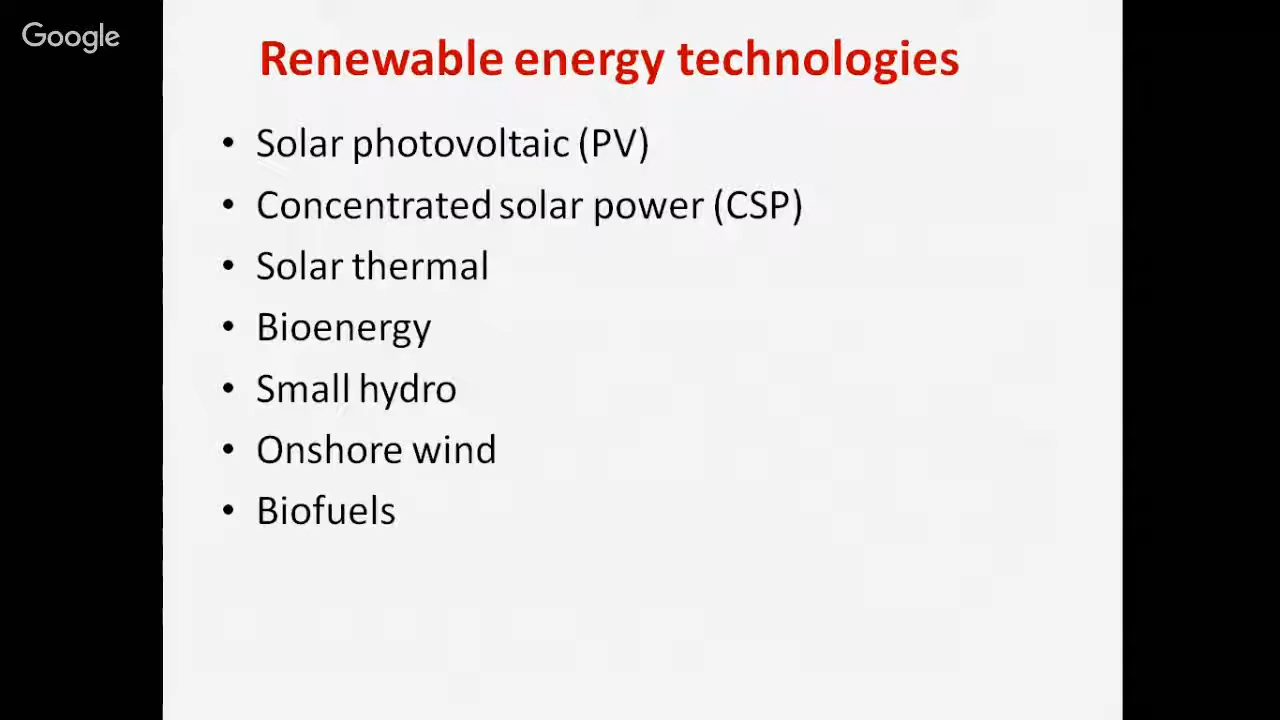 Google
Renewable energy technologies
• Solar photovoltaic (PV)
• Concentrated solar power (CSP)
• Solar thermal
• Bioenergy
• Small hydro
• Onshore wind
• Biofuels